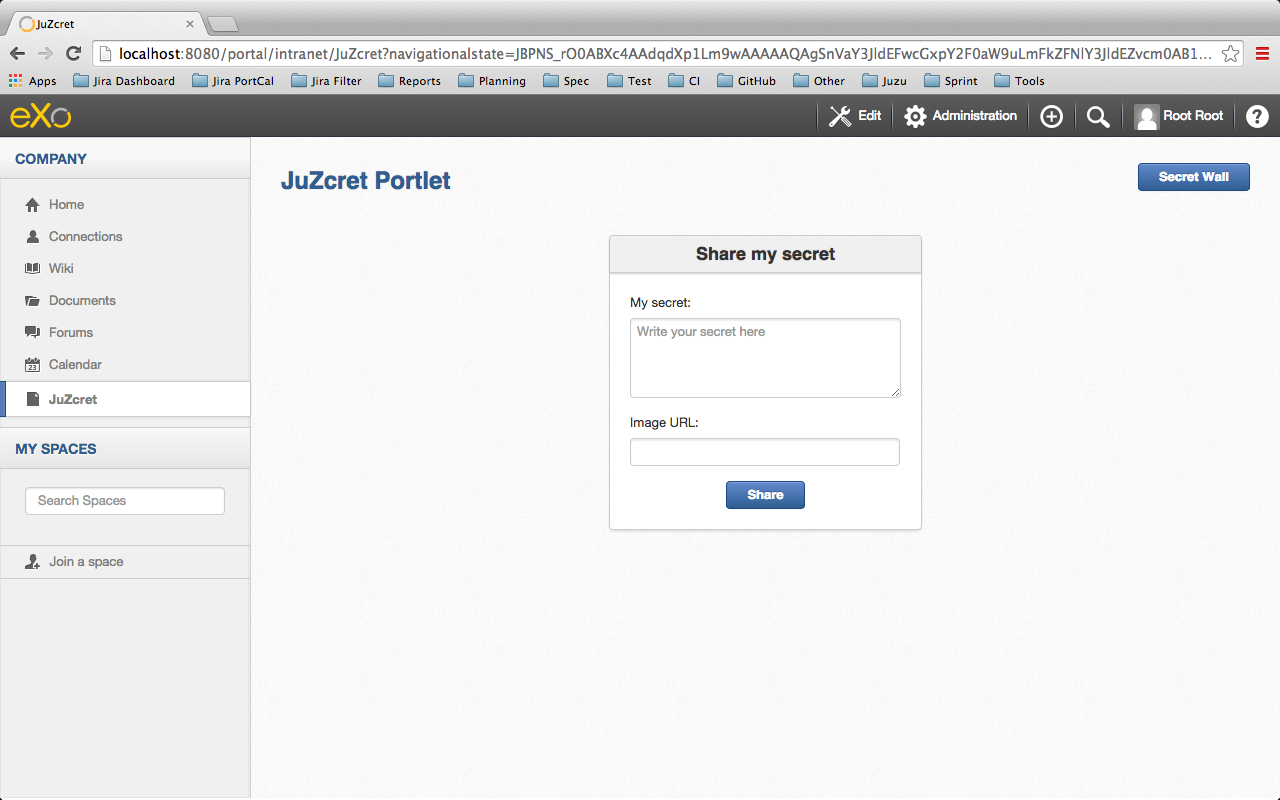 JuZcret
localhost:8080/portal/intranet/JuZcret?navigationalstate=JBPNS_rO0ABXc4AAdqdXp1Lm9wAAAAAQAgSnVaY3JldEFwcGxpY2F0aW9uLmFkZFNlY3JldEZvcm0AB1...
Apps Jira Dashboard Jira PortCal Jira Filter Reports Planning Spec Test CI GitHub Other Juzu Sprint Tools
eXo Edit Administration Root Root ?
COMPANY
Home
Connections
Wiki
Documents
Forums
23 Calendar
JuZcret
MY SPACES
Search Spaces
Join a space
JuZcret Portlet
Secret Wall
Share my secret
My secret:
Write your secret here
Image URL:
Share